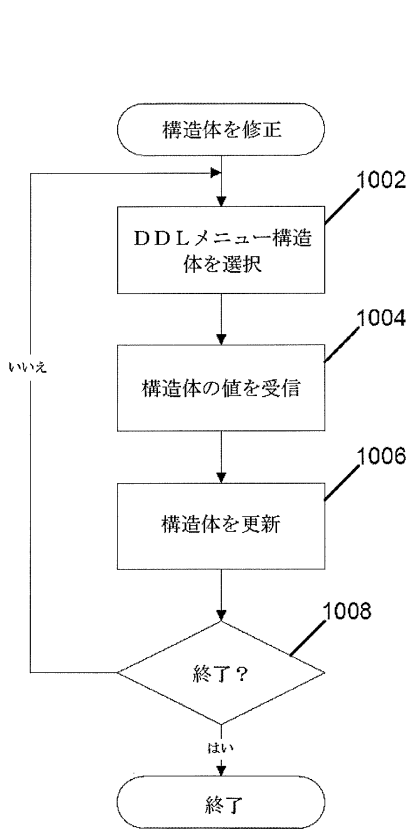 構造体を修正
1002
ＤＤＬメニュー構造
体を選択
1004
構造体の値を受信
いいえ
1006
構造体を更新
1008
終了？
はい
終了